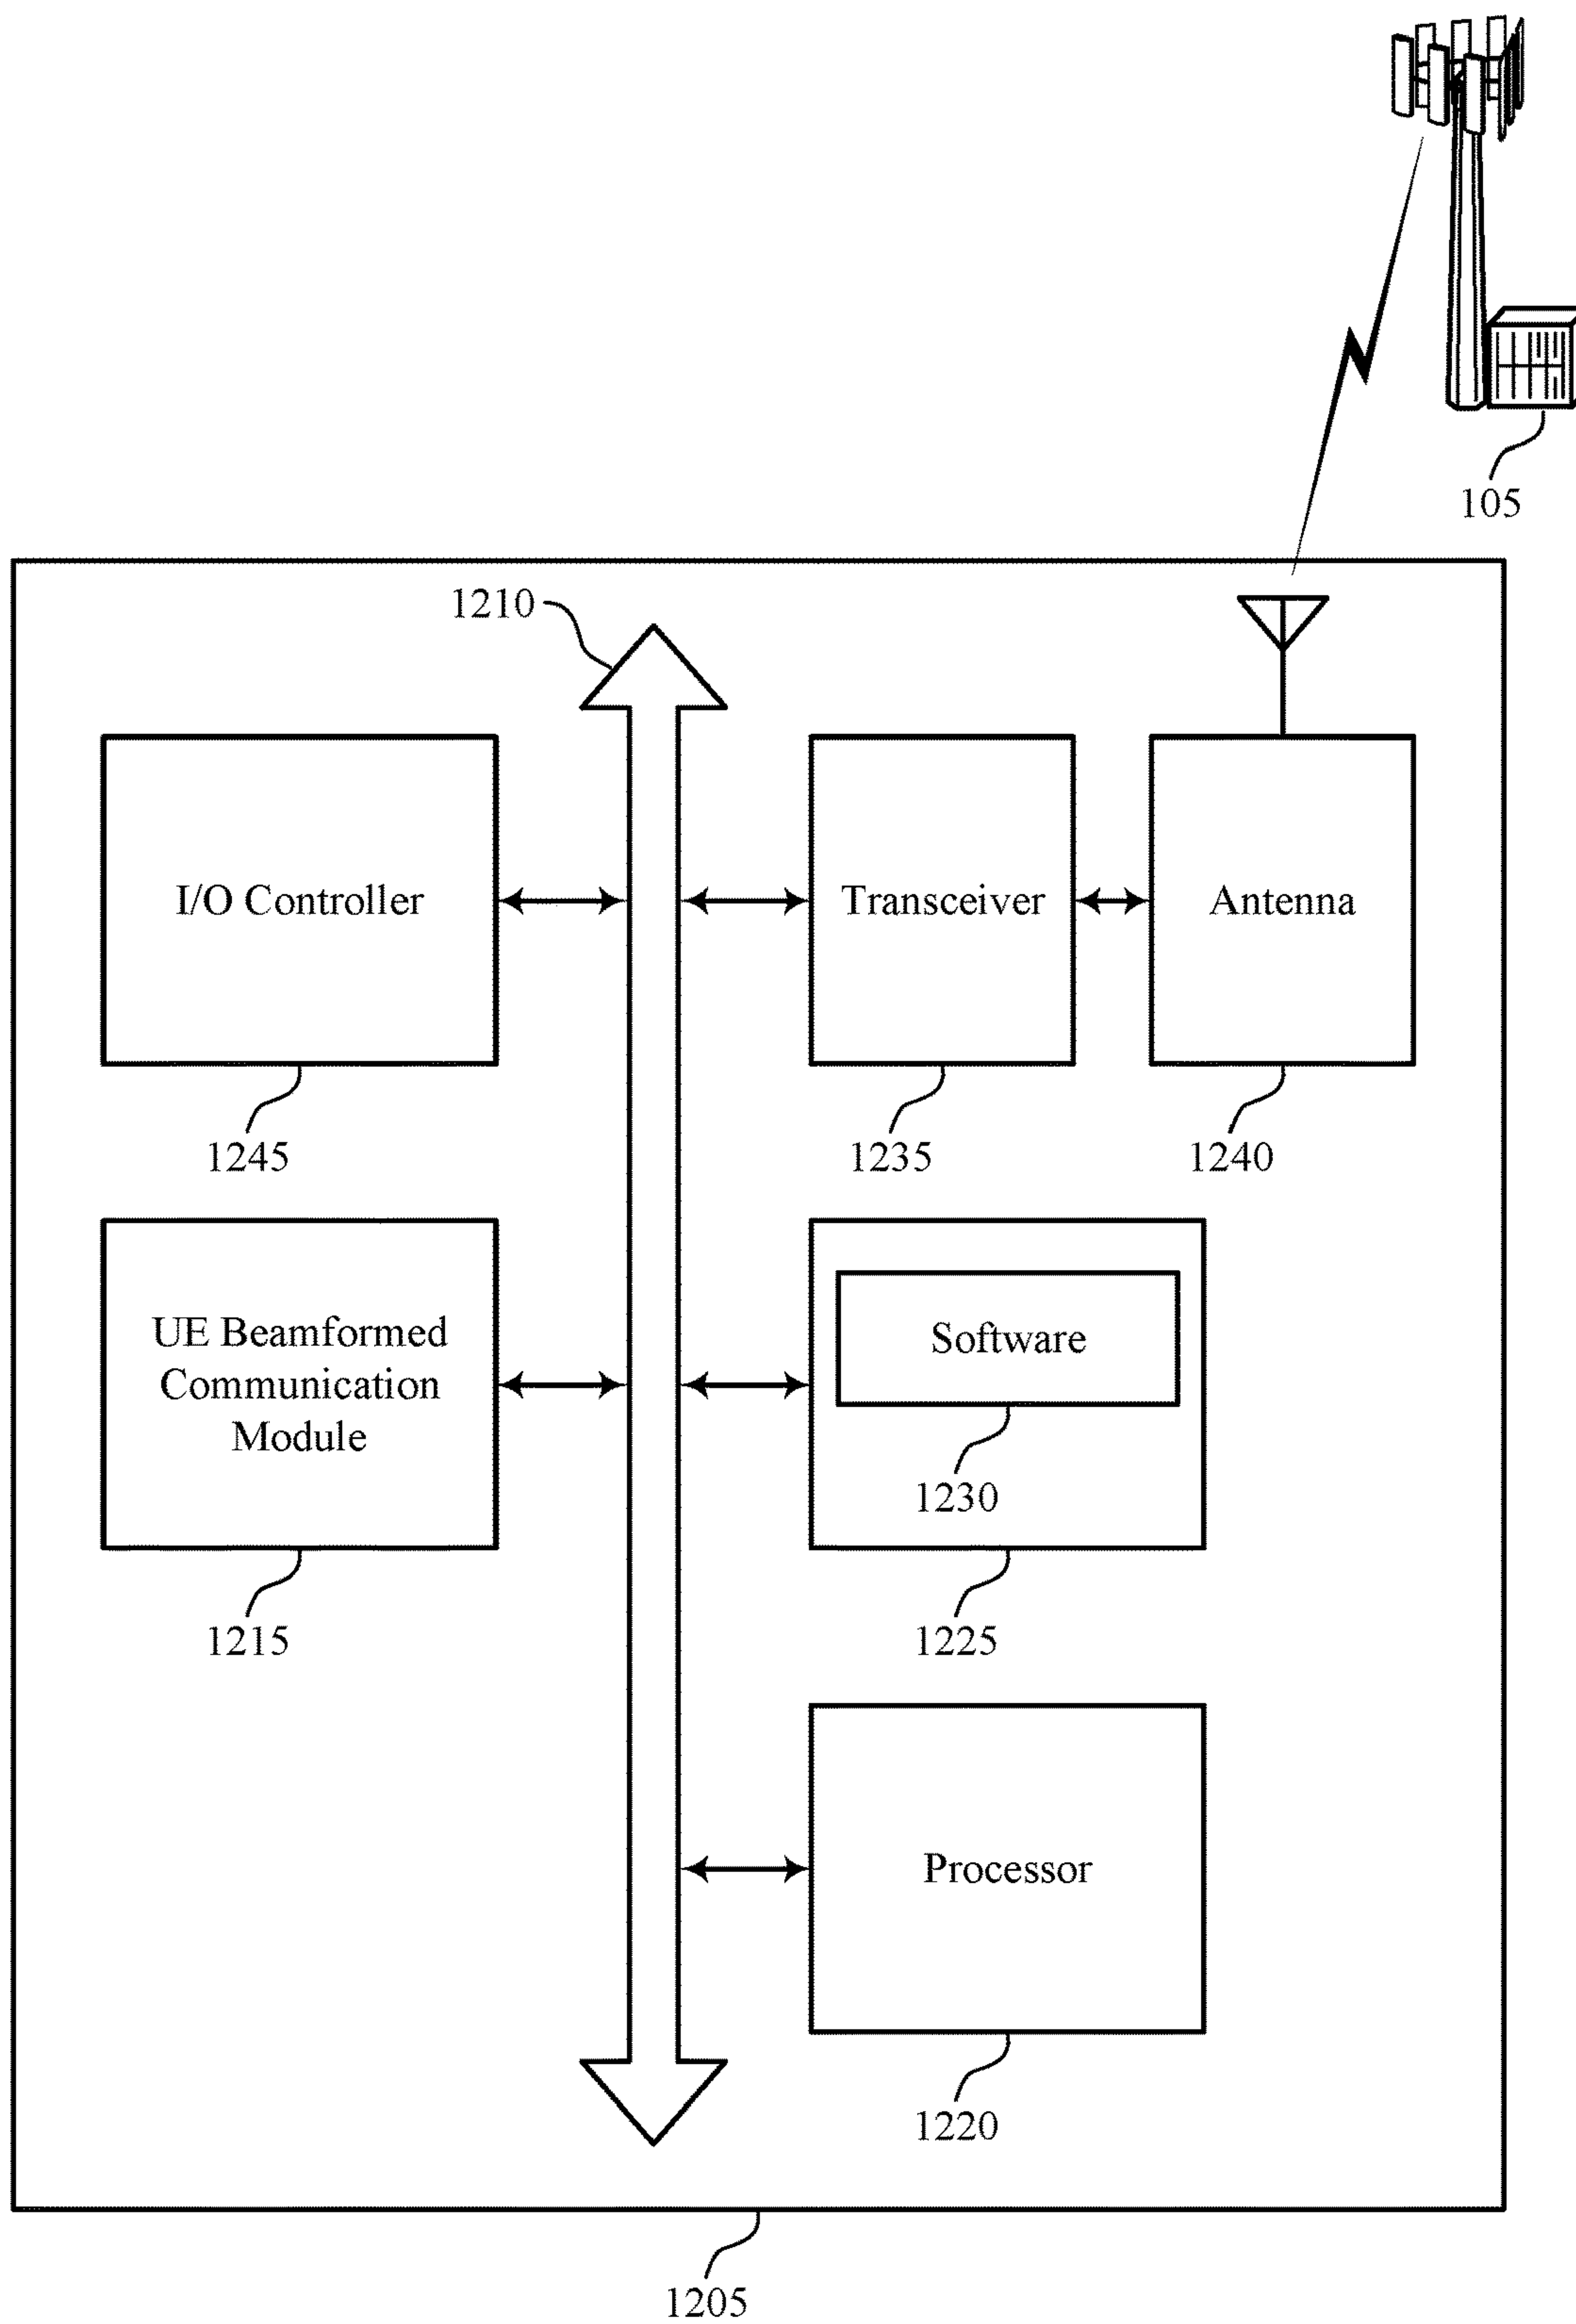 105
1210
I/O Controller
Transceiver
Antenna
1245
1235
1240
UE Beamformed
Communication
Module
Software
1230
1215
1225
Processor
1220
1205